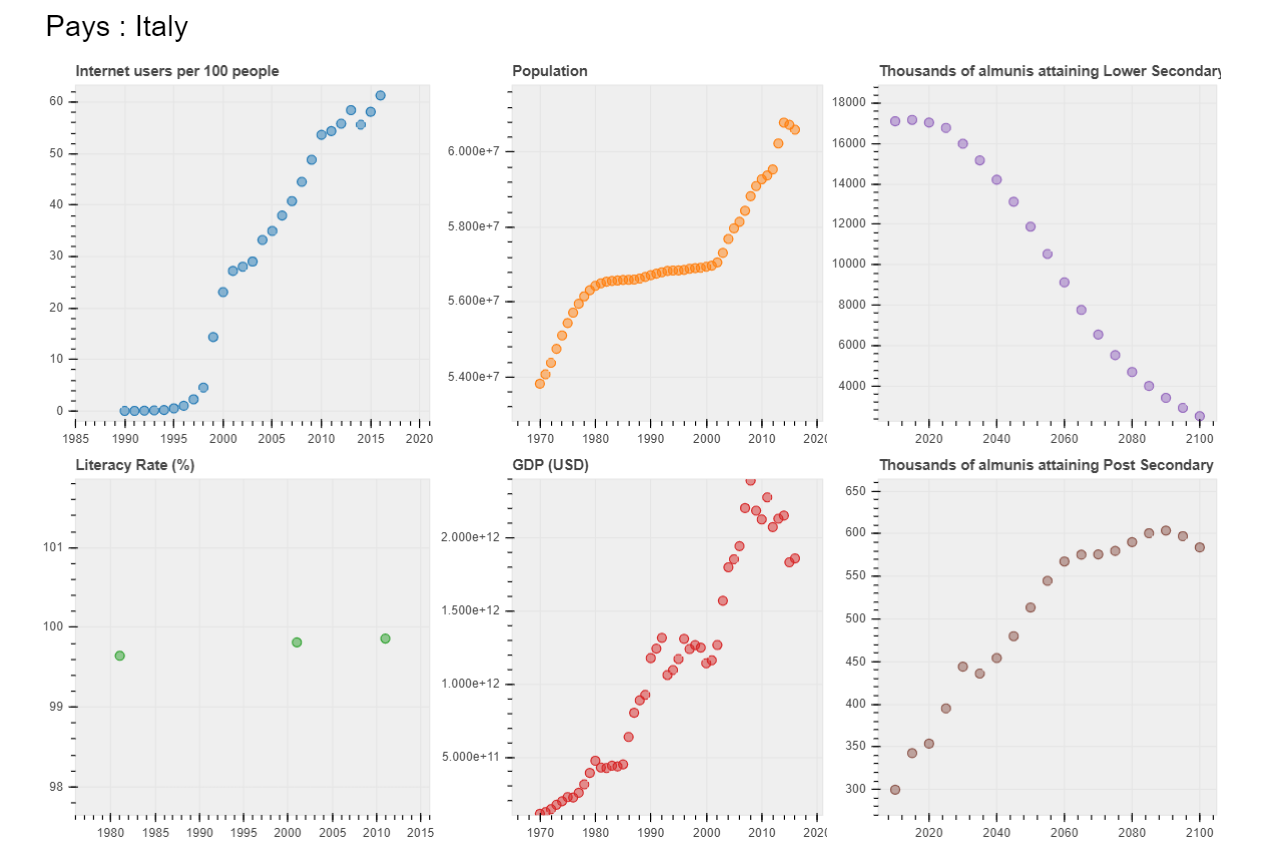 Pays : Italy
Internet users per 100 people
60
50
40
30
20
10
0
1985 1990 1995 2000 2005 2010 2015 2020
Population
6.000e+7
5.800e+7
5.600e+7
5.400e+7
1970 1980 1990 2000 2010 2020
Thousands of almunis attaining Lower Secondary
18000
16000
14000
12000
10000
8000
6000
4000
2020 2040 2060 2080 2100
Literacy Rate (%)
101
100
99
98
1980 1985 1990 1995 2000 2005 2010 2015
GDP (USD)
2.000e+12
1.500e+12
1.000e+12
5.000e+11
1970 1980 1990 2000 2010 2020
Thousands of almunis attaining Post Secondary
650
600
550
500
450
400
350
300
2020 2040 2060 2080 2100